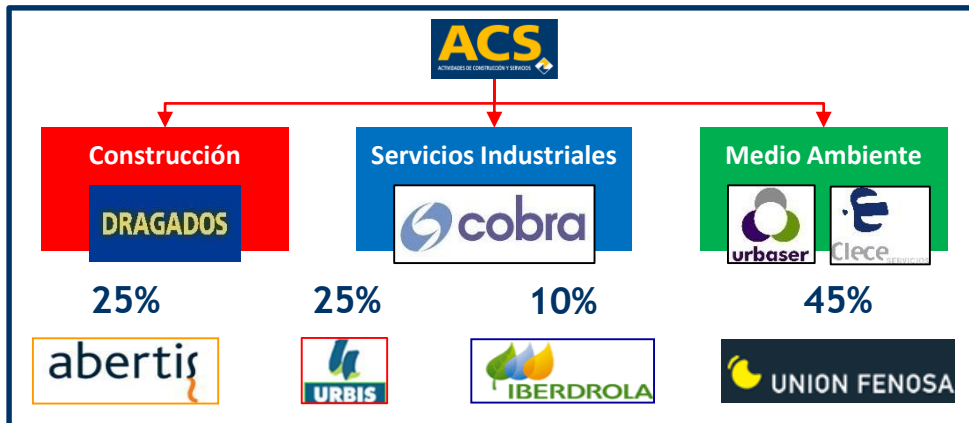 ACS
ACTIVIDADES DE CONSTRUCCIÓN Y SERVICIOS
Construcción
Servicios Industriales
Medio Ambiente
DRAGADOS
cobra
urbaser
Clece
SERVICIOS
25%
25%
10%
45%
abertis
URBIS
IBERDROLA
UNION FENOSA